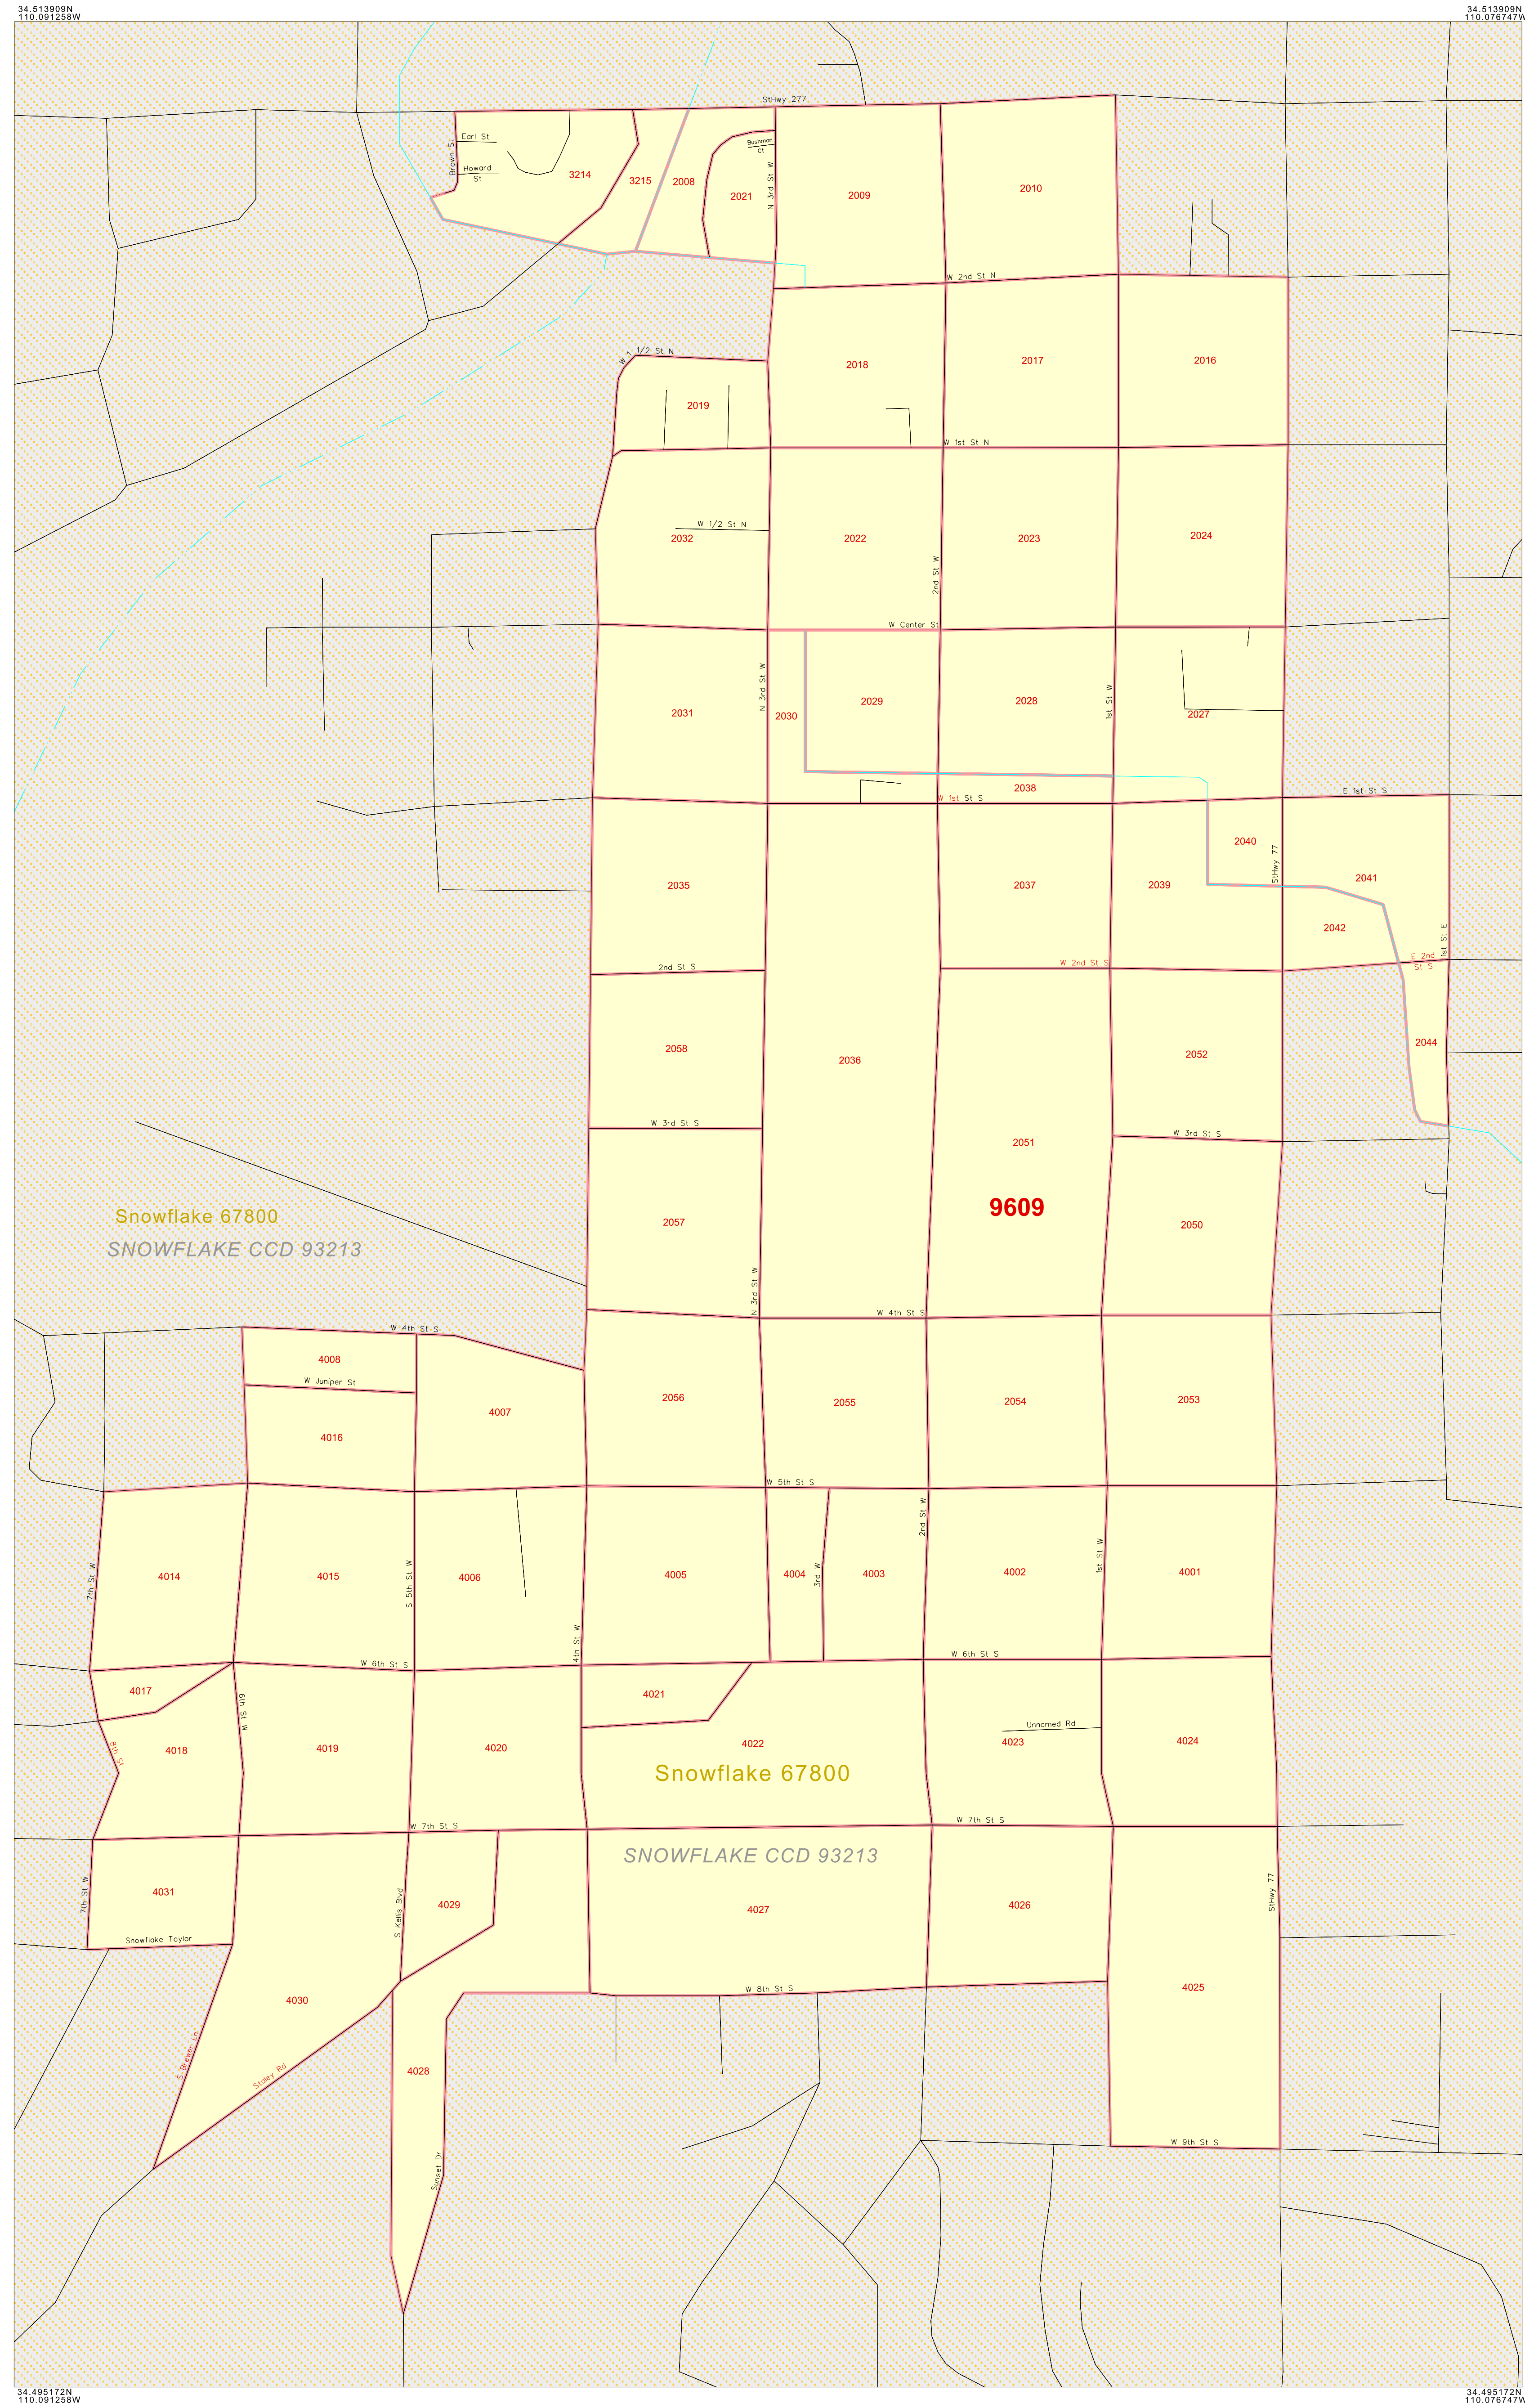 34.513909N
110.091258W
34.513909N
110.076747W
StHwy 277
Brown St
Earl St
Howard
St
3214
3215
2008
2021
Bushman
Ct
N 3rd St W
2009
2010
W 2nd St N
W 1 1/2 St N
2019
2018
2017
2016
W 1st St N
W 1/2 St N
2032
2022
2nd St W
2023
2024
W Center St
N 3rd St W
2031
2030
2029
2028
1st St W
2027
2038
W 1st St S
E 1st St S
2035
2037
2039
2040
StHwy 77
2041
2042
1st St E
E 2nd
St S
2nd St S
W 2nd St S
2044
2058
2036
2052
W 3rd St S
W 3rd St S
2051
9609
2057
2050
Snowflake 67800
SNOWFLAKE CCD 93213
N 3rd St W
W 4th St S
W 4th St S
4008
W Juniper St
4007
4016
2056
2055
2054
2053
W 5th St S
7th St W
4014
4015
S 5th St W
4006
4th St W
4005
4004
3rd W
4003
2nd St W
4002
1st St W
4001
W 6th St S
W 6th St S
4017
6th St W
8th St
4018
4019
4020
4021
4022
Unnamed Rd
4023
4024
Snowflake 67800
W 7th St S
W 7th St S
SNOWFLAKE CCD 93213
7th St W
4031
S Kellis Blvd
4029
4027
4026
StHwy 77
Snowflake Taylor
4030
W 8th St S
4025
S Brewer Ln
Staley Rd
4028
Sunset Dr
W 9th St S
34.495172N
110.091258W
34.495172N
110.076747W